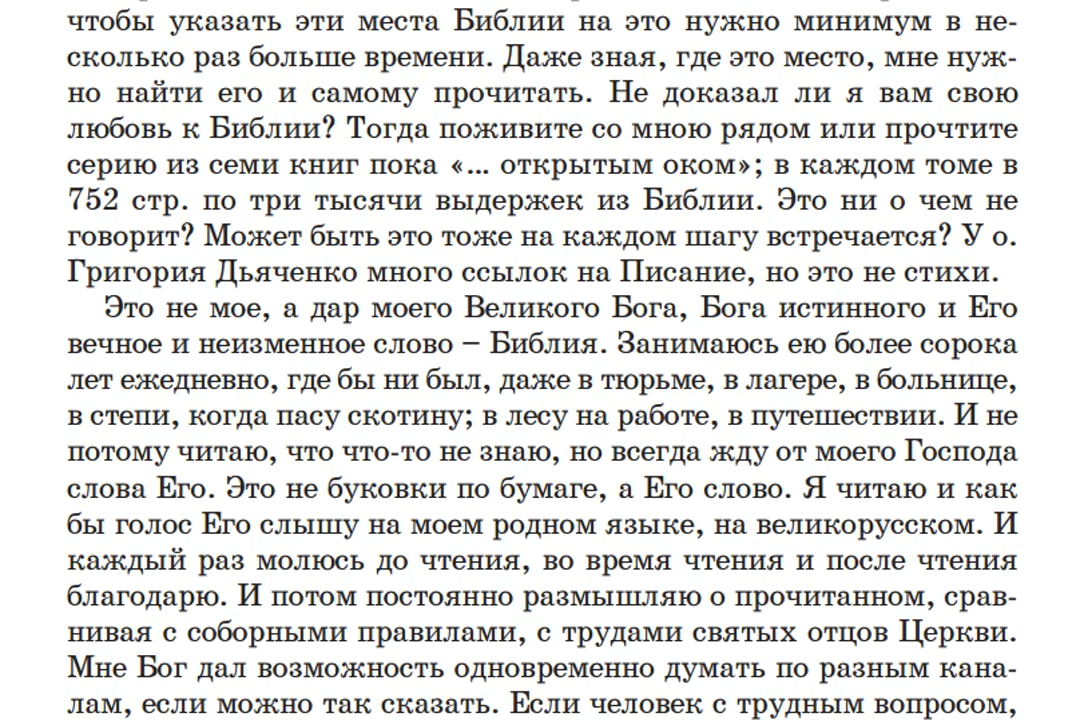 чтобы указать эти места Библии на это нужно минимум в не-
сколько раз больше времени. Даже зная, где это место, мне нуж-
но найти его и самому прочитать. Не доказал ли я вам свою
любовь к Библии? Тогда поживите со мною рядом или прочтите
серию из семи книг пока «... открытым оком»; в каждом томе в
752 стр. по три тысячи выдержек из Библии. Это ни о чем не
говорит? Может быть это тоже на каждом шагу встречается? У о.
Григория Дьяченко много ссылок на Писание, но это не стихи.
Это не мое, а дар моего Великого Бога, Бога истинного и Его
вечное и неизменное слово – Библия. Занимаюсь ею более сорока
лет ежедневно, где бы ни был, даже в тюрьме, в лагере, в больнице,
в степи, когда пасу скотину; в лесу на работе, в путешествии. И не
потому читаю, что что-то не знаю, но всегда жду от моего Господа
слова Его. Это не буковки по бумаге, а Его слово. Я читаю и как
бы голос Его слышу на моем родном языке, на великорусском. И
каждый раз молюсь до чтения, во время чтения и после чтения
благодарю. И потом постоянно размышляю о прочитанном, срав-
нивая с соборными правилами, с трудами святых отцов Церкви.
Мне Бог дал возможность одновременно думать по разным кана-
лам, если можно так сказать. Если человек с трудным вопросом,